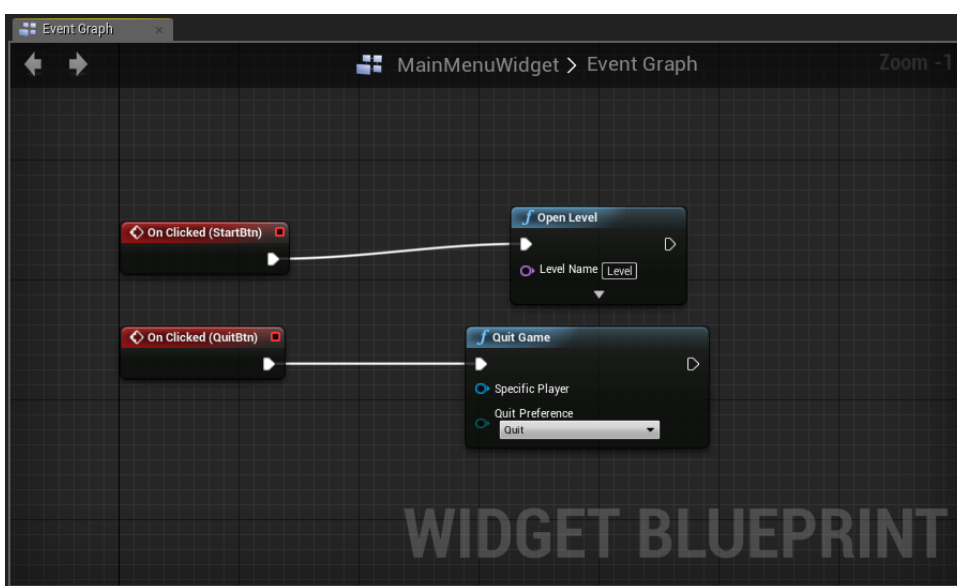 Event Graph
MainMenuWidget > Event Graph
Zoom -1
Open Level
On Clicked (StartBtn)
Level Name Level
On Clicked (QuitBtn)
Quit Game
Specific Player
Quit Preference
Quit
WIDGET BLUEPRINT